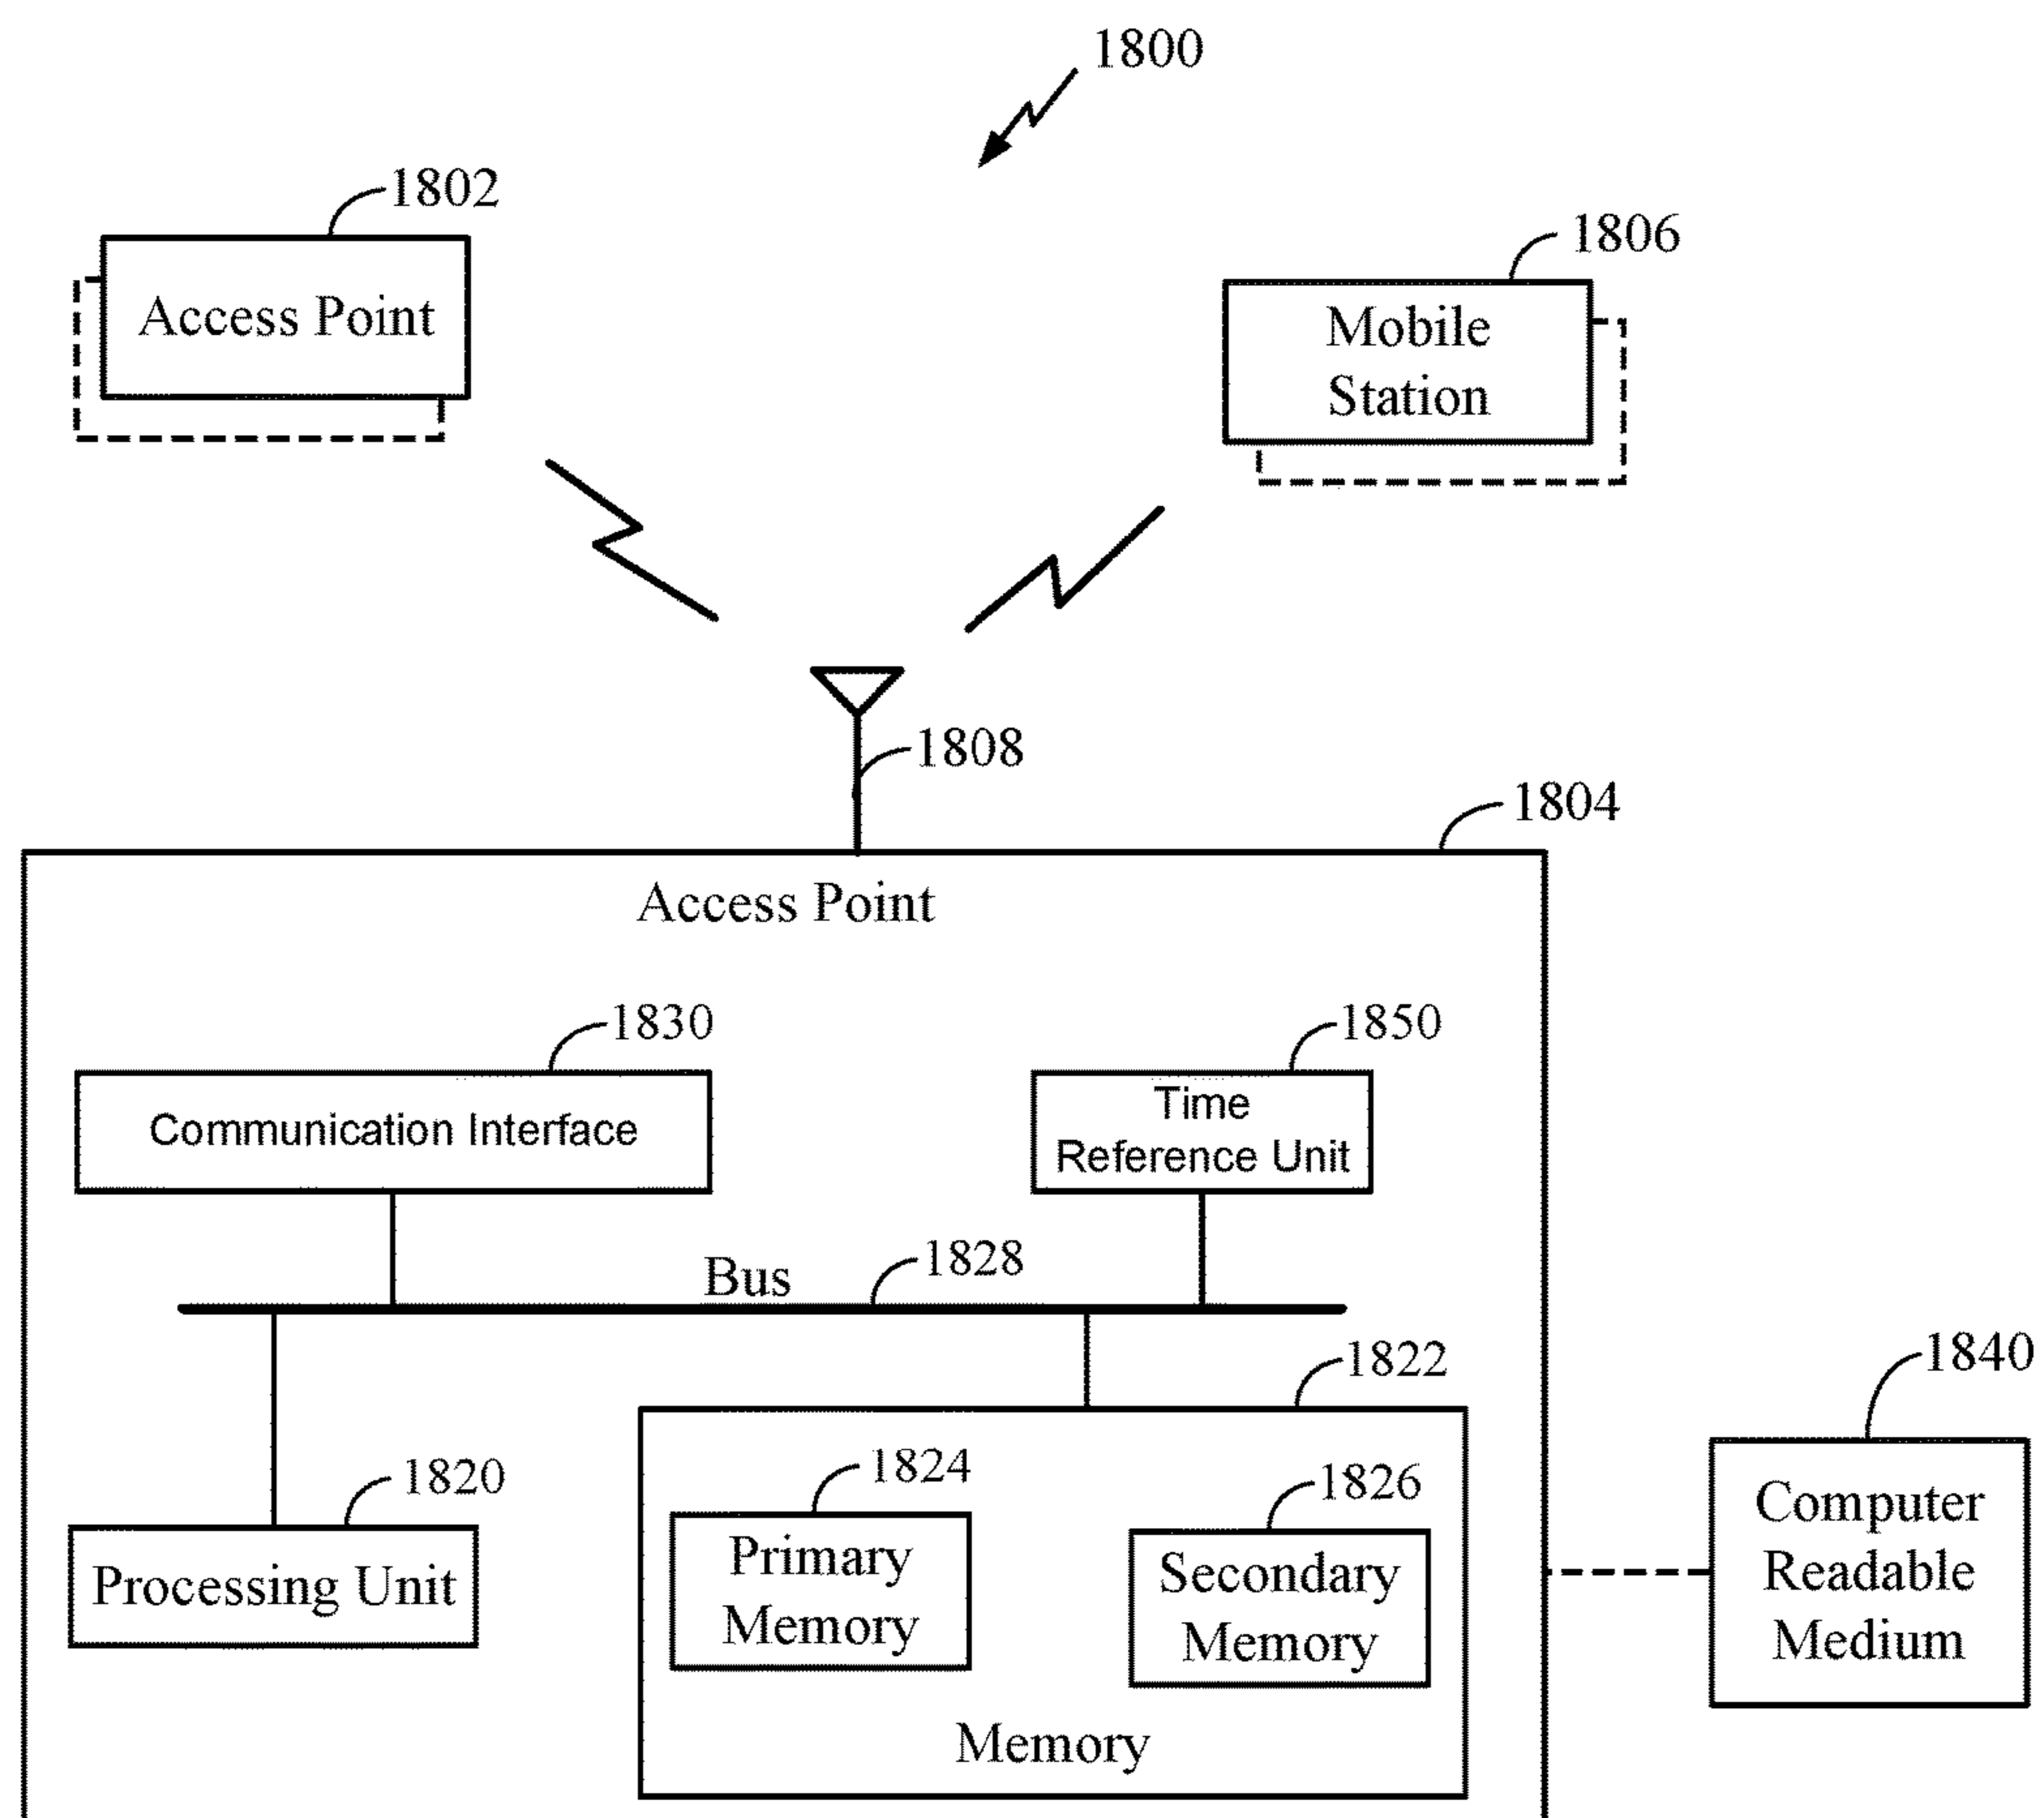 1800
1802
Access Point
1806
Mobile
Station
1808
1804
Access Point
1830
Communication Interface
1850
Time
Reference Unit
Bus
1828
1822
1840
1820
Processing Unit
1824
Primary
Memory
1826
Secondary
Memory
Memory
Computer
Readable
Medium